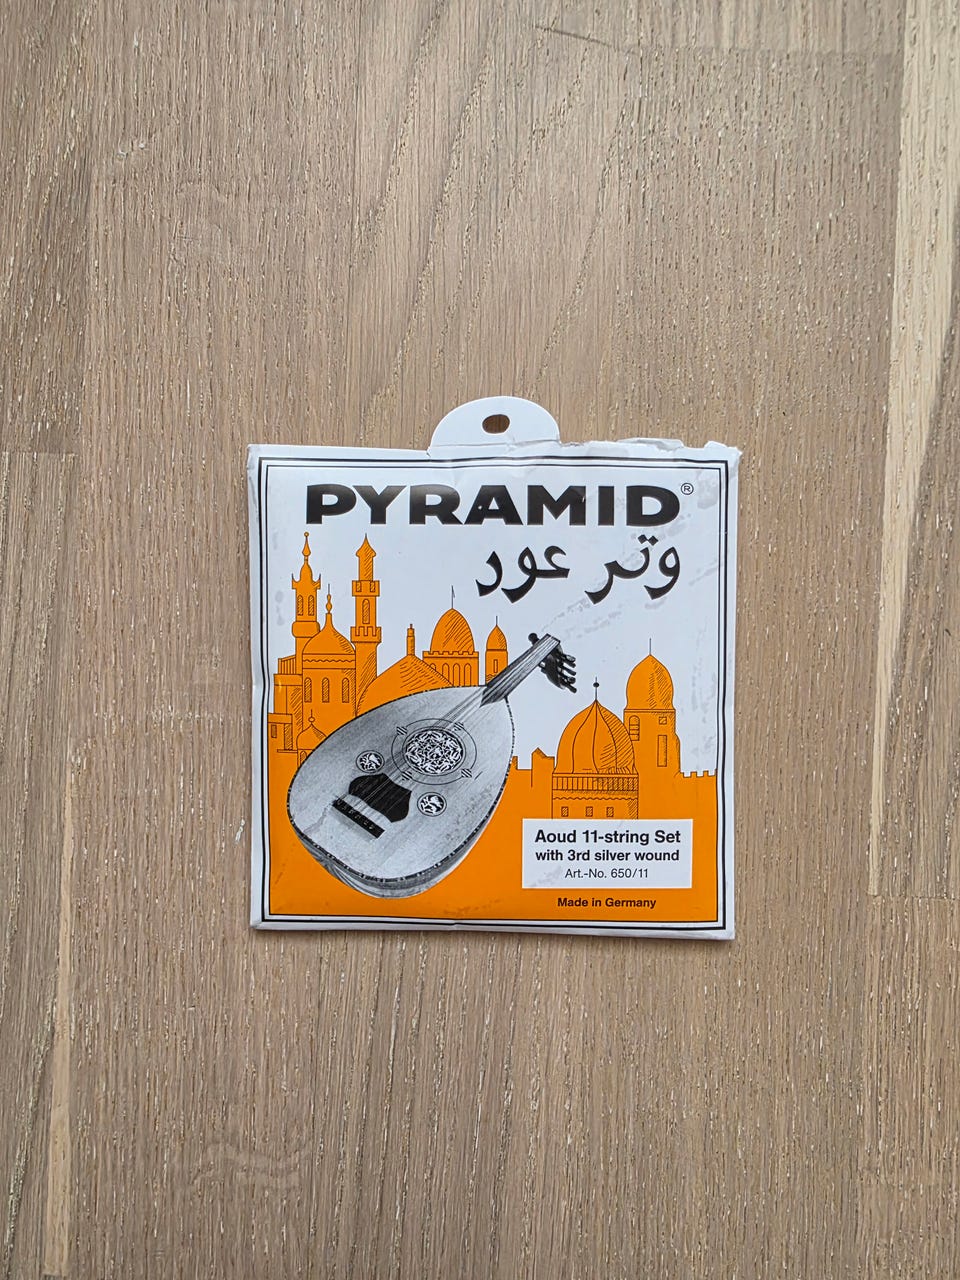 PYRAMID®
وتر عود
Aoud 11-string Set
with 3rd silver wound
Art.-No. 650/11
Made in Germany